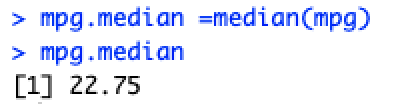 > mpg.median =median(mpg)
> mpg.median
[1] 22.75